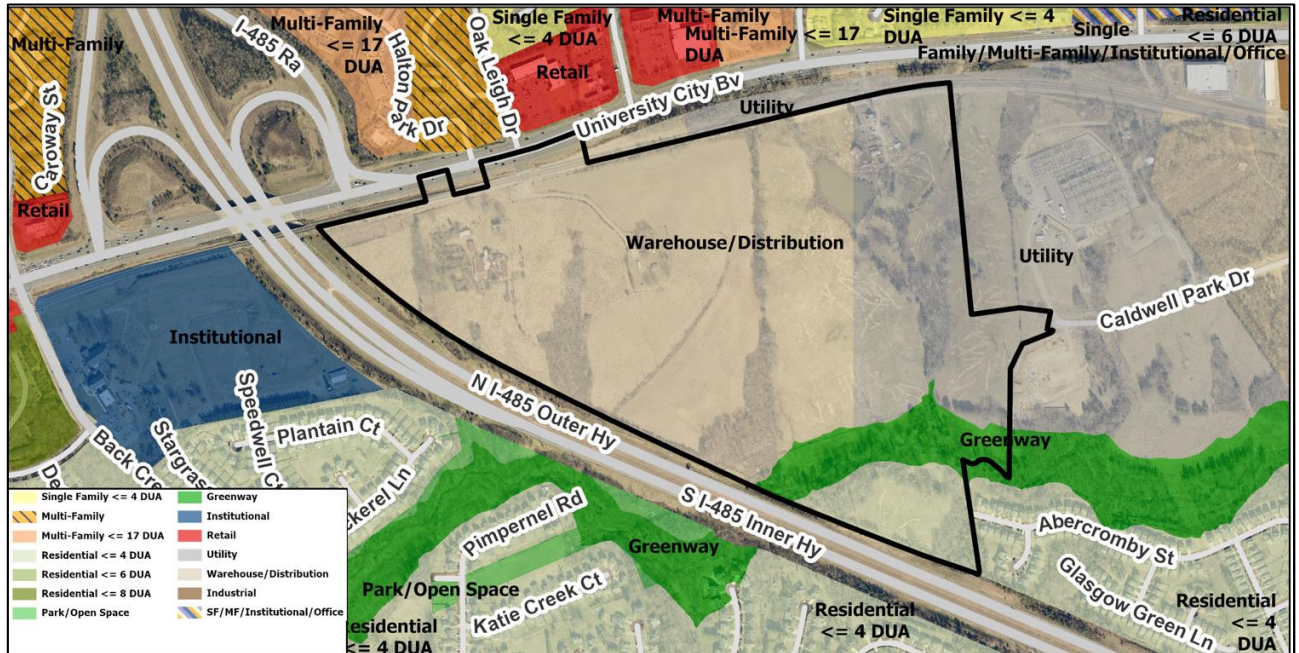 Multi-Family
I-485 Ra
Multi-Family
<= 17
DUA
Halton Park Dr
Oak Leigh Dr
Single Family
<= 4 DUA
Retail
Multi-Family
Multi-Family <= 17
DUA
Single Family <= 4
DUA
Single
Family/Multi-Family/Institutional/Office
Residential
<= 6 DUA
Caroway St
University City Bv
Utility
Retail
Warehouse/Distribution
Utility
Caldwell Park Dr
Institutional
N I-485 Outer Hy
Speedwell Ct
Plantain Ct
Stargrass
Back Cre
De
ckerel Ln
Greenway
S I-485 Inner Hy
Pimpernel Rd
Greenway
Abercromby St
Park/Open Space
Katie Creek Ct
Glasgow Green Ln
Residential
<= 4
DUA
Residential
<= 4 DUA
esidential
<= 4 DUA
Single Family <= 4 DUA
Multi-Family
Multi-Family <= 17 DUA
Residential <= 4 DUA
Residential <= 6 DUA
Residential <= 8 DUA
Park/Open Space
Greenway
Institutional
Retail
Utility
Warehouse/Distribution
Industrial
SF/MF/Institutional/Office